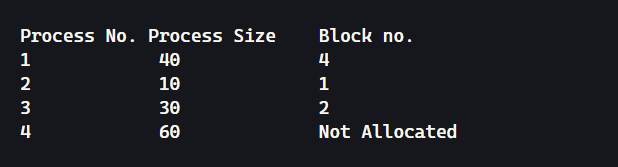 Process No. Process Size    Block no.
1            40             4
2            10             1
3            30             2
4            60             Not Allocated